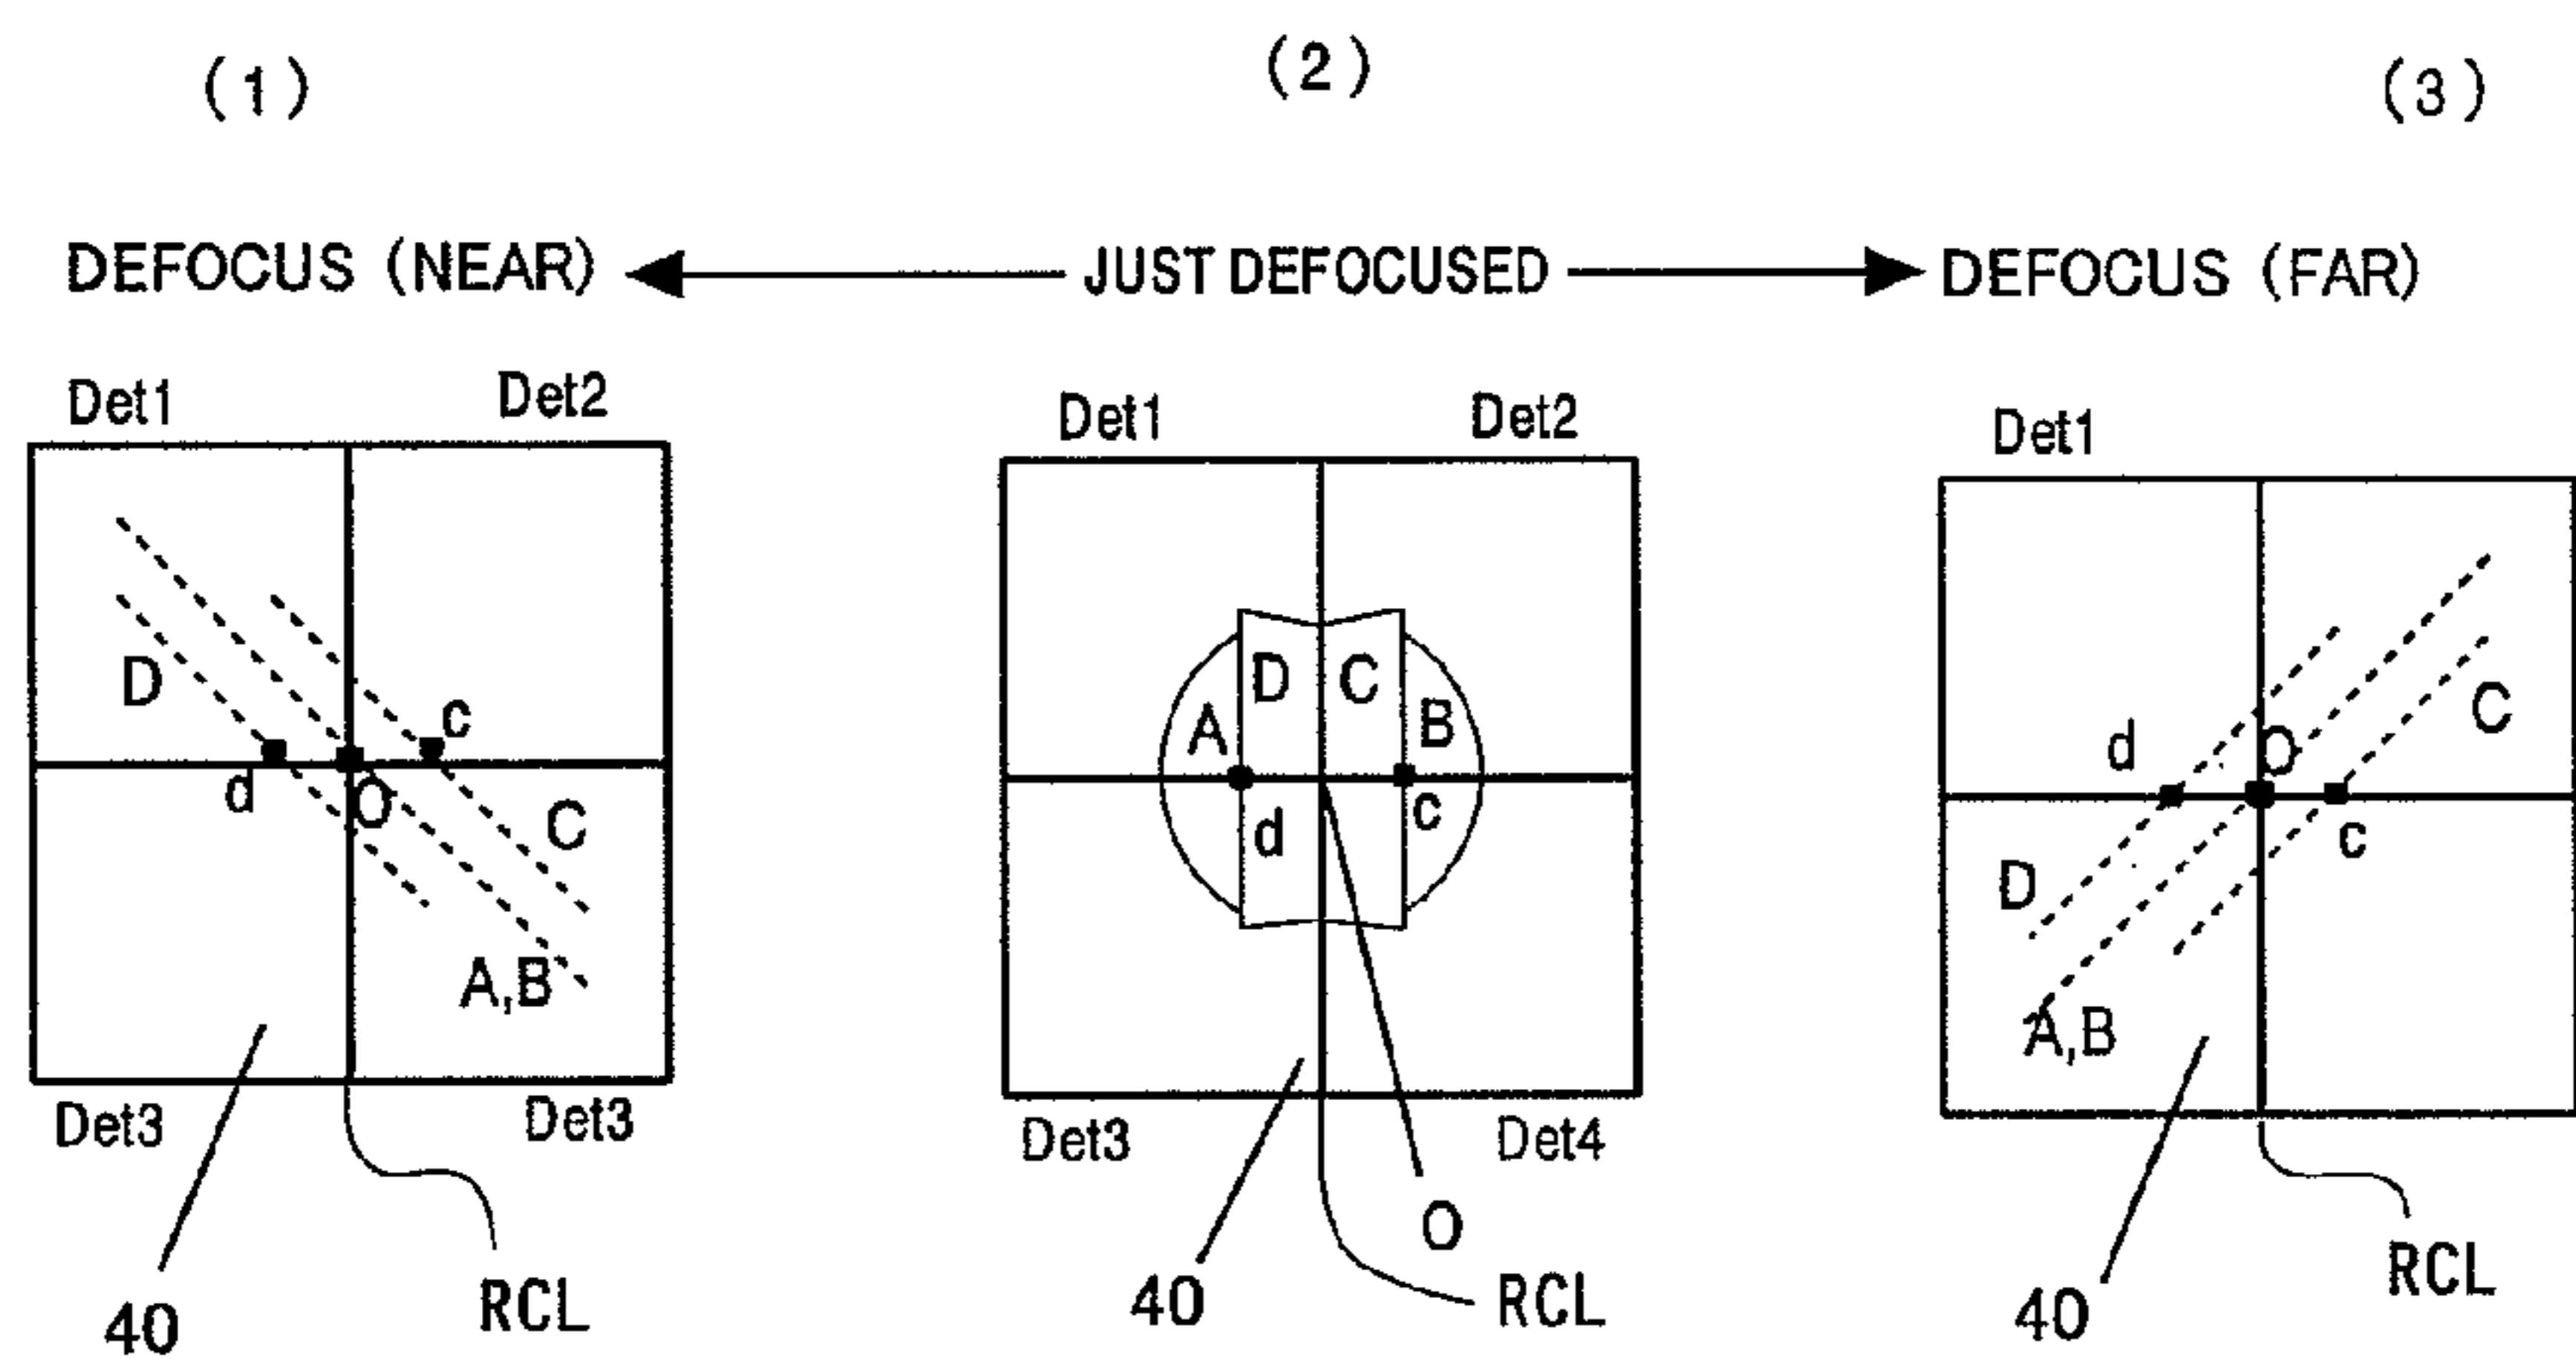 (1)
(2)
(3)
DEFOCUS (NEAR)
JUST DEFOCUSED
DEFOCUS (FAR)
Det1
Det2
D
c
d
O
C
A,B
Det3
Det3
40
RCL
Det1
Det2
D
C
A
B
d
c
Det3
Det4
O
40
RCL
Det1
d
O
C
D
c
A,B
40
RCL